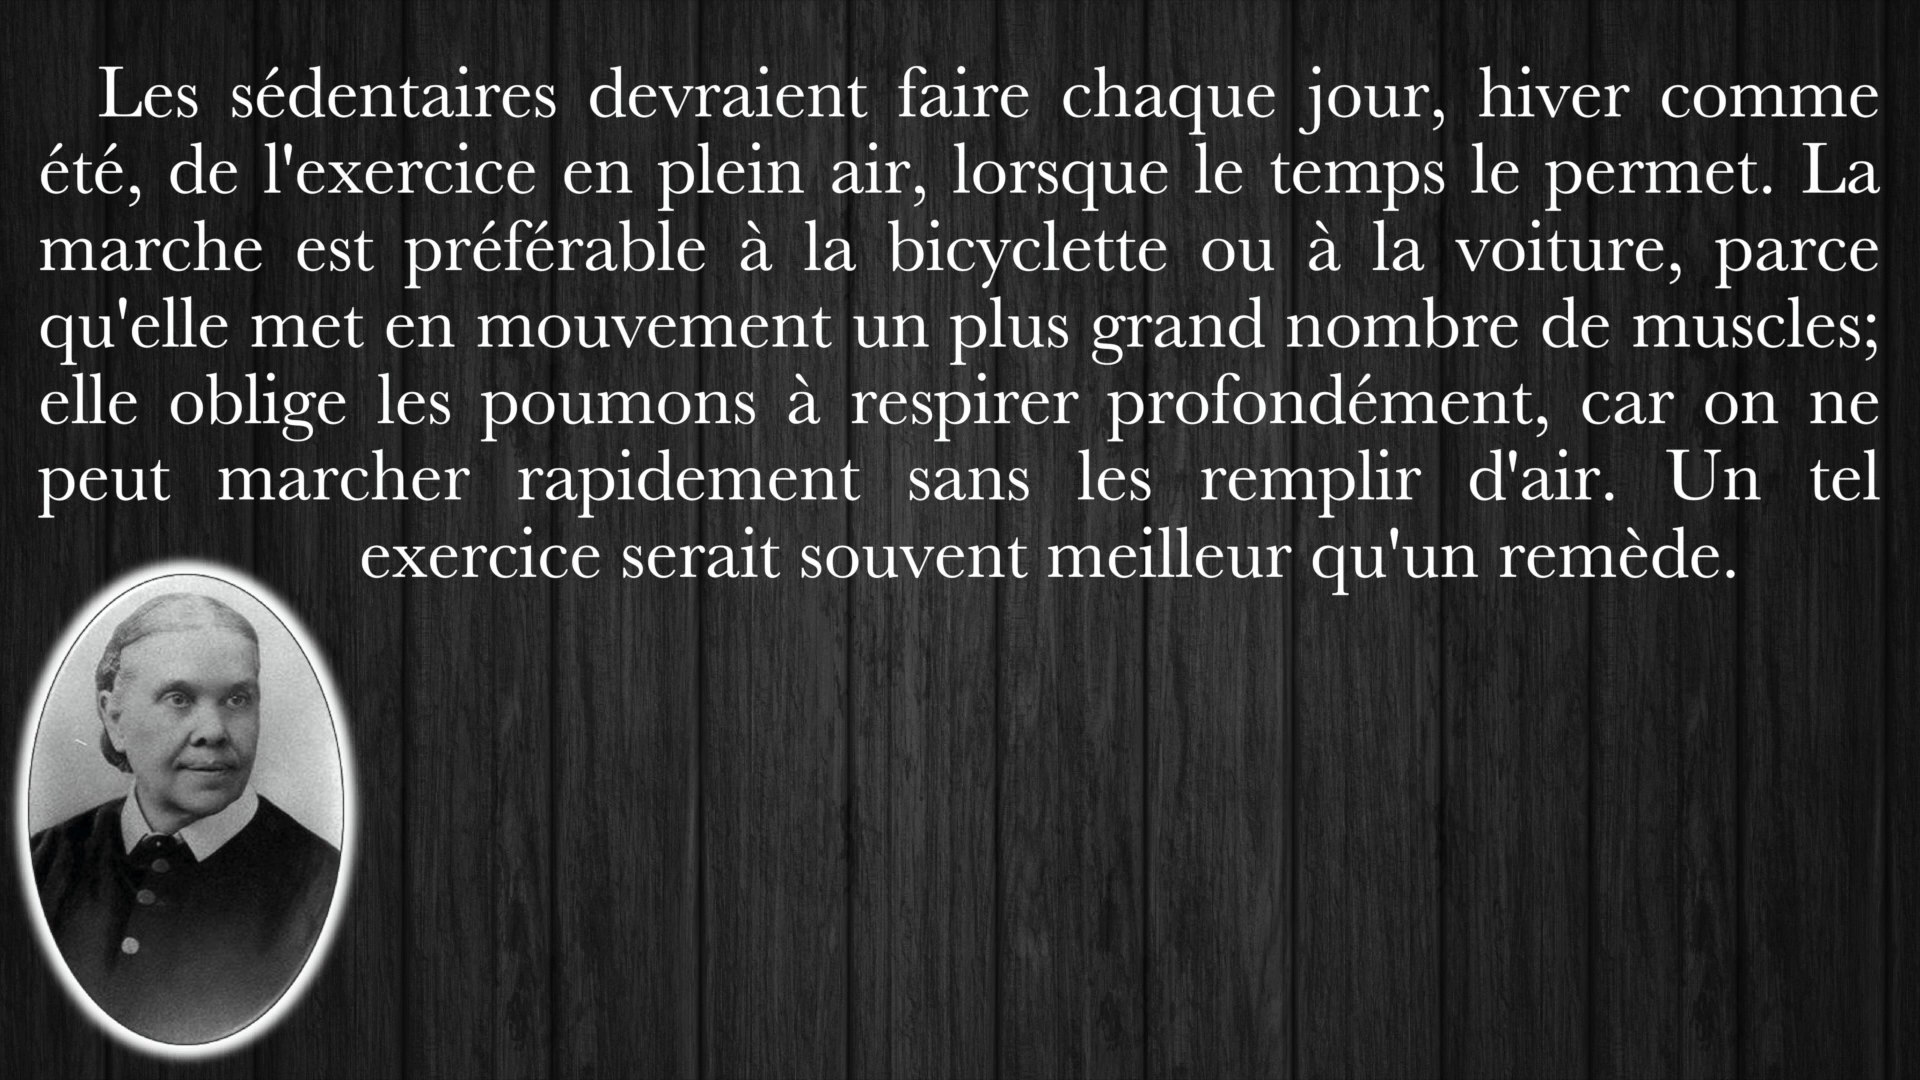 Les sédentaires devraient faire chaque jour, hiver comme
été, de l'exercice en plein air, lorsque le temps le permet. La
marche est préférable à la bicyclette ou à la voiture, parce
qu'elle met en mouvement un plus grand nombre de muscles;
elle oblige les poumons à respirer profondément, car on ne
peut marcher rapidement sans les remplir d'air. Un tel
exercice serait souvent meilleur qu'un remède.